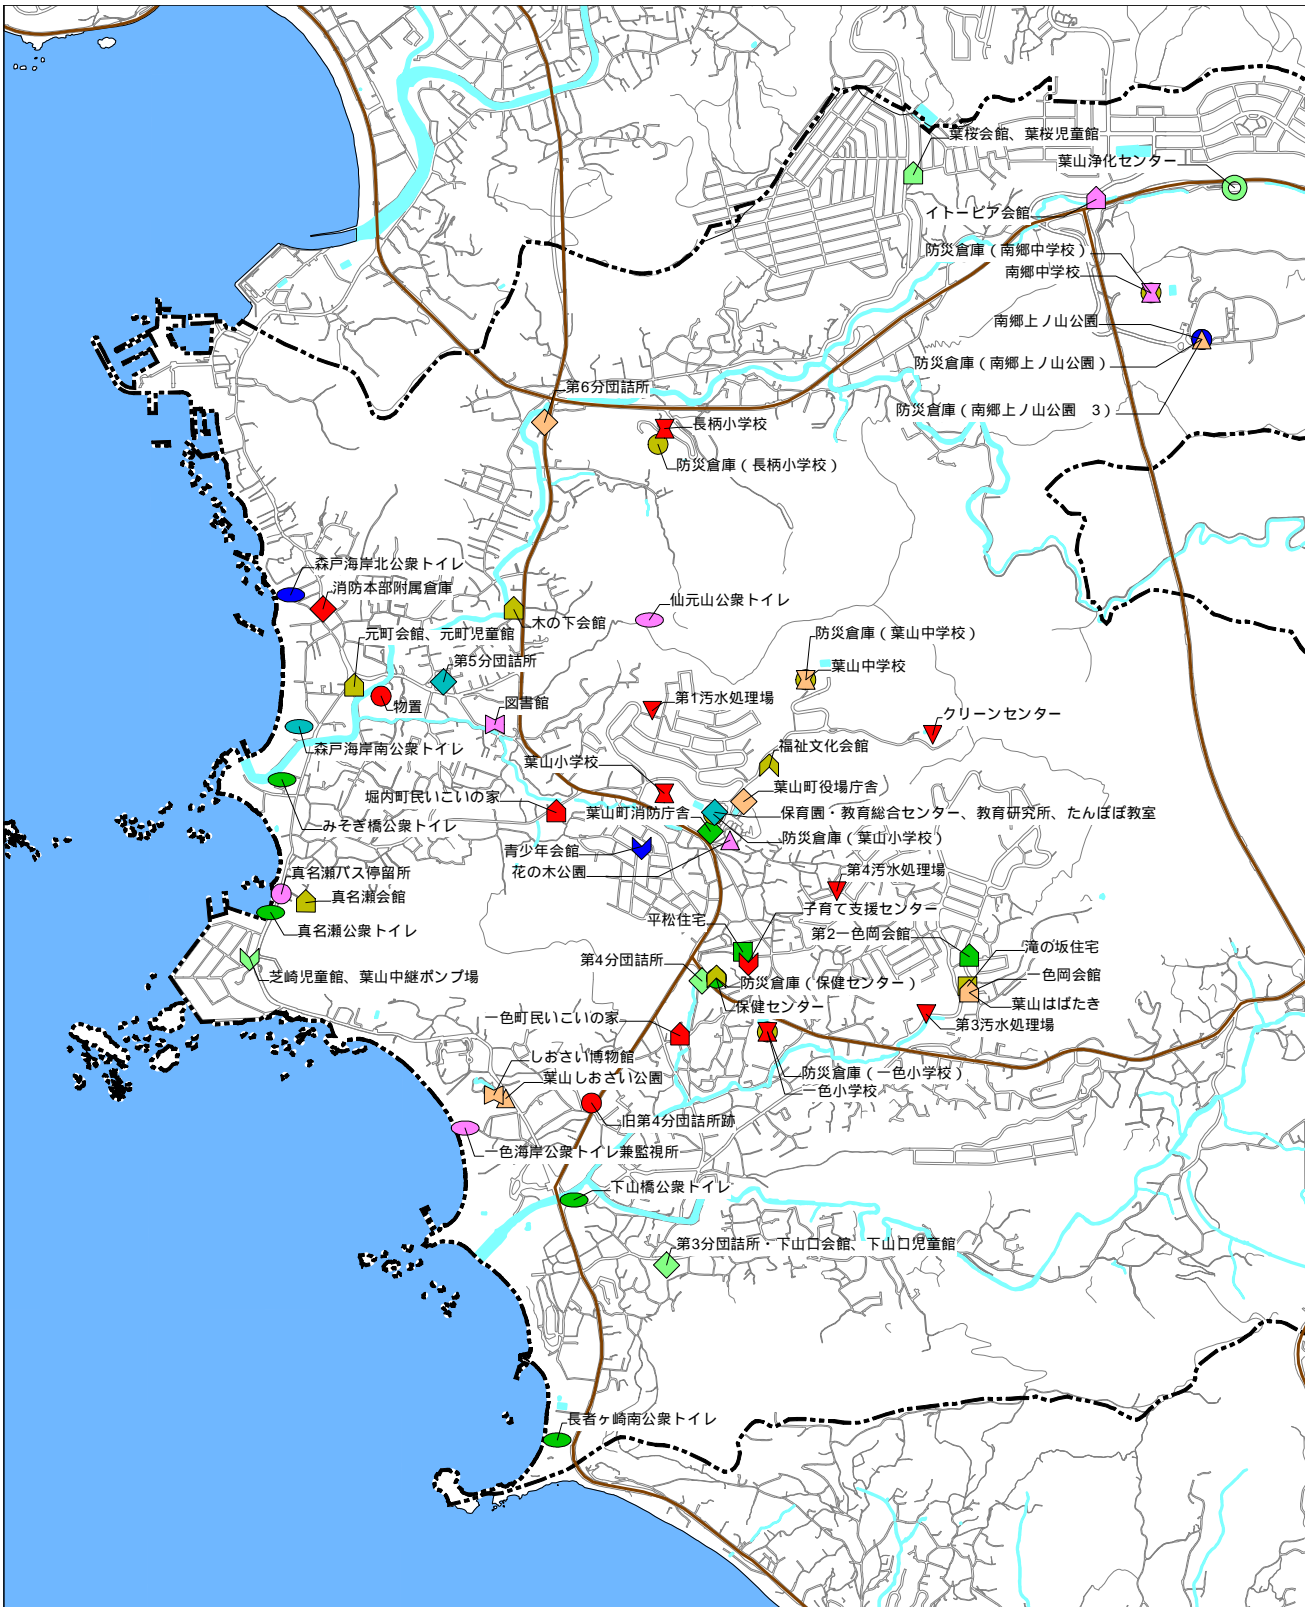 葉桜会館、葉桜児童館
葉山浄化センター
イトーピア会館
防災倉庫（南郷中学校）
南郷中学校
南郷上ノ山公園
防災倉庫（南郷上ノ山公園）
第6分団詰所
防災倉庫（南郷上ノ山公園　3）
長柄小学校
防災倉庫（長柄小学校）
森戸海岸北公衆トイレ
消防本部附属倉庫
仙元山公衆トイレ
木の下会館
元町会館、元町児童館
防災倉庫（葉山中学校）
第5分団詰所
葉山中学校
第1汚水処理場
図書館
物置
クリーンセンター
森戸海岸南公衆トイレ
福祉文化会館
葉山小学校
葉山町役場庁舎
堀内町民いこいの家
葉山町消防庁舎
保育園・教育総合センター、教育研究所、たんぽぽ教室
みそぎ橋公衆トイレ
防災倉庫（葉山小学校）
青少年会館
花の木公園
第4汚水処理場
真名瀬バス停留所
真名瀬会館
子育て支援センター
平松住宅
真名瀬公衆トイレ
第2一色岡会館
滝の坂住宅
第4分団詰所
芝崎児童館、葉山中継ポンプ場
一色岡会館
防災倉庫（保健センター）
葉山はばたき
保健センター
一色町民いこいの家
第3汚水処理場
しおさい博物館
防災倉庫（一色小学校）
葉山しおさい公園
一色小学校
旧第4分団詰所跡
一色海岸公衆トイレ兼監視所
下山橋公衆トイレ
第3分団詰所・下山口会館、下山口児童館
長者ヶ崎南公衆トイレ